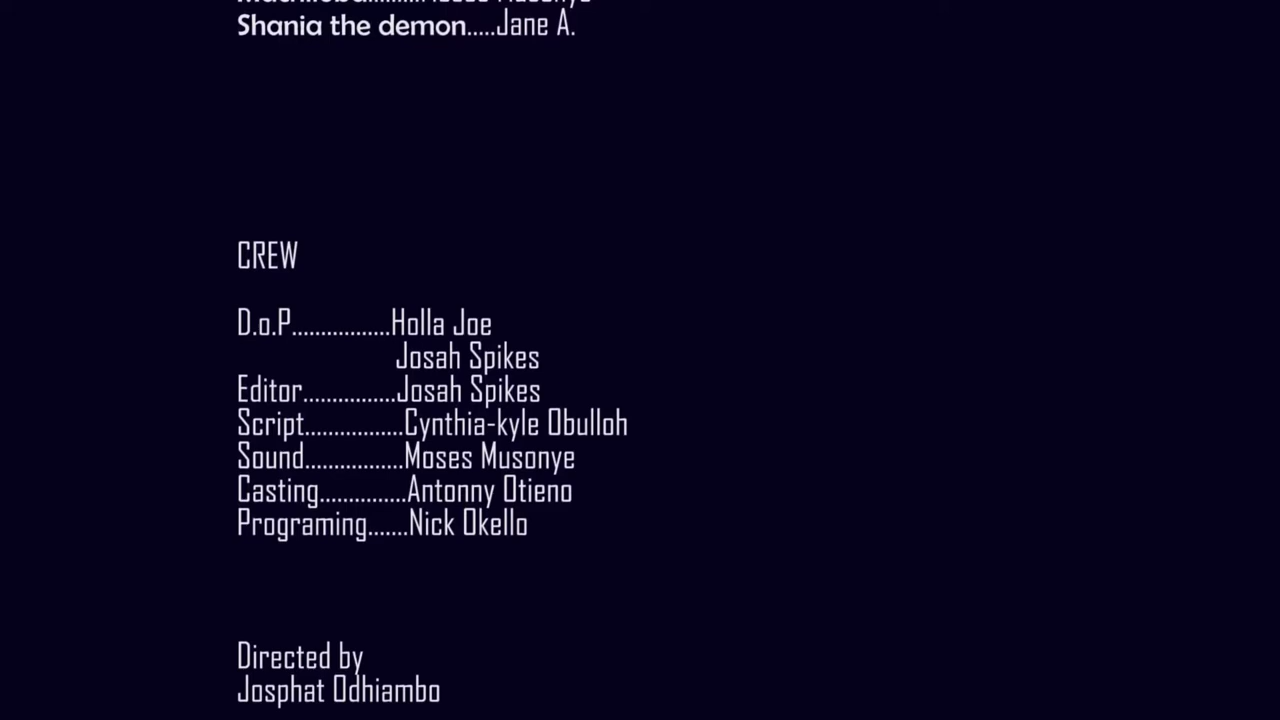 Shania the demon.....Jane A.
CREW
D.o.P.................Holla Joe
Josah Spikes
Editor................Josah Spikes
Script.................Cynthia-kyle Obulloh
Sound.................Moses Musonye
Casting...............Antonny Otieno
Programing.......Nick Okello
Directed by
Josphat Odhiambo